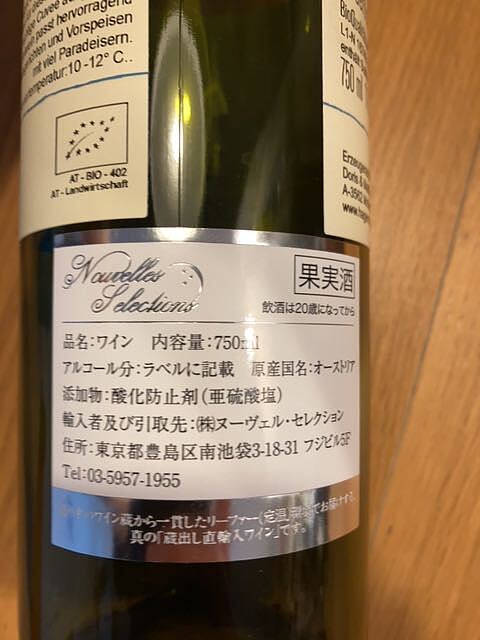 Cuvée a
passt hervorragend
und Vorspeisen
mit viel Paradeisern.
temperatur:10 -12° C..
AT - BIO - 402
AT - Landwirtschaft
750 ml
Erzeuger
Doris &
A-3562
www.
Nouvelles
Selections
果実酒
飲酒は20歳になってから
品名:ワイン 内容量:750ml
アルコール分:ラベルに記載 原産国名:オーストリア
添加物:酸化防止剤(亜硫酸塩)
輸入者及び引取先:㈱ヌーヴェル・セレクション
住所:東京都豊島区南池袋3-18-31 フジビル5F
Tel:03-5957-1955
ワイン蔵から一貫したリーファー(定温)でお届けする。
真の「蔵出し直輸入ワイン」です。